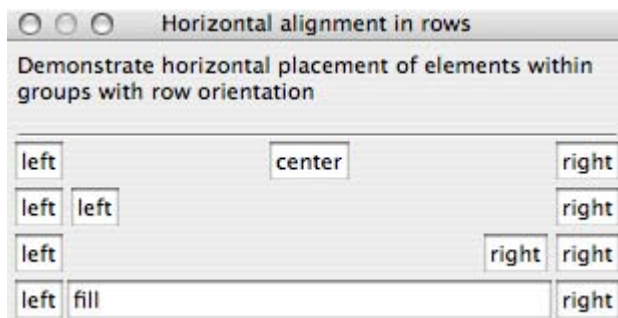 Horizontal alignment in rows
Demonstrate horizontal placement of elements within
groups with row orientation
left center right
left left right
left right right
left fill right